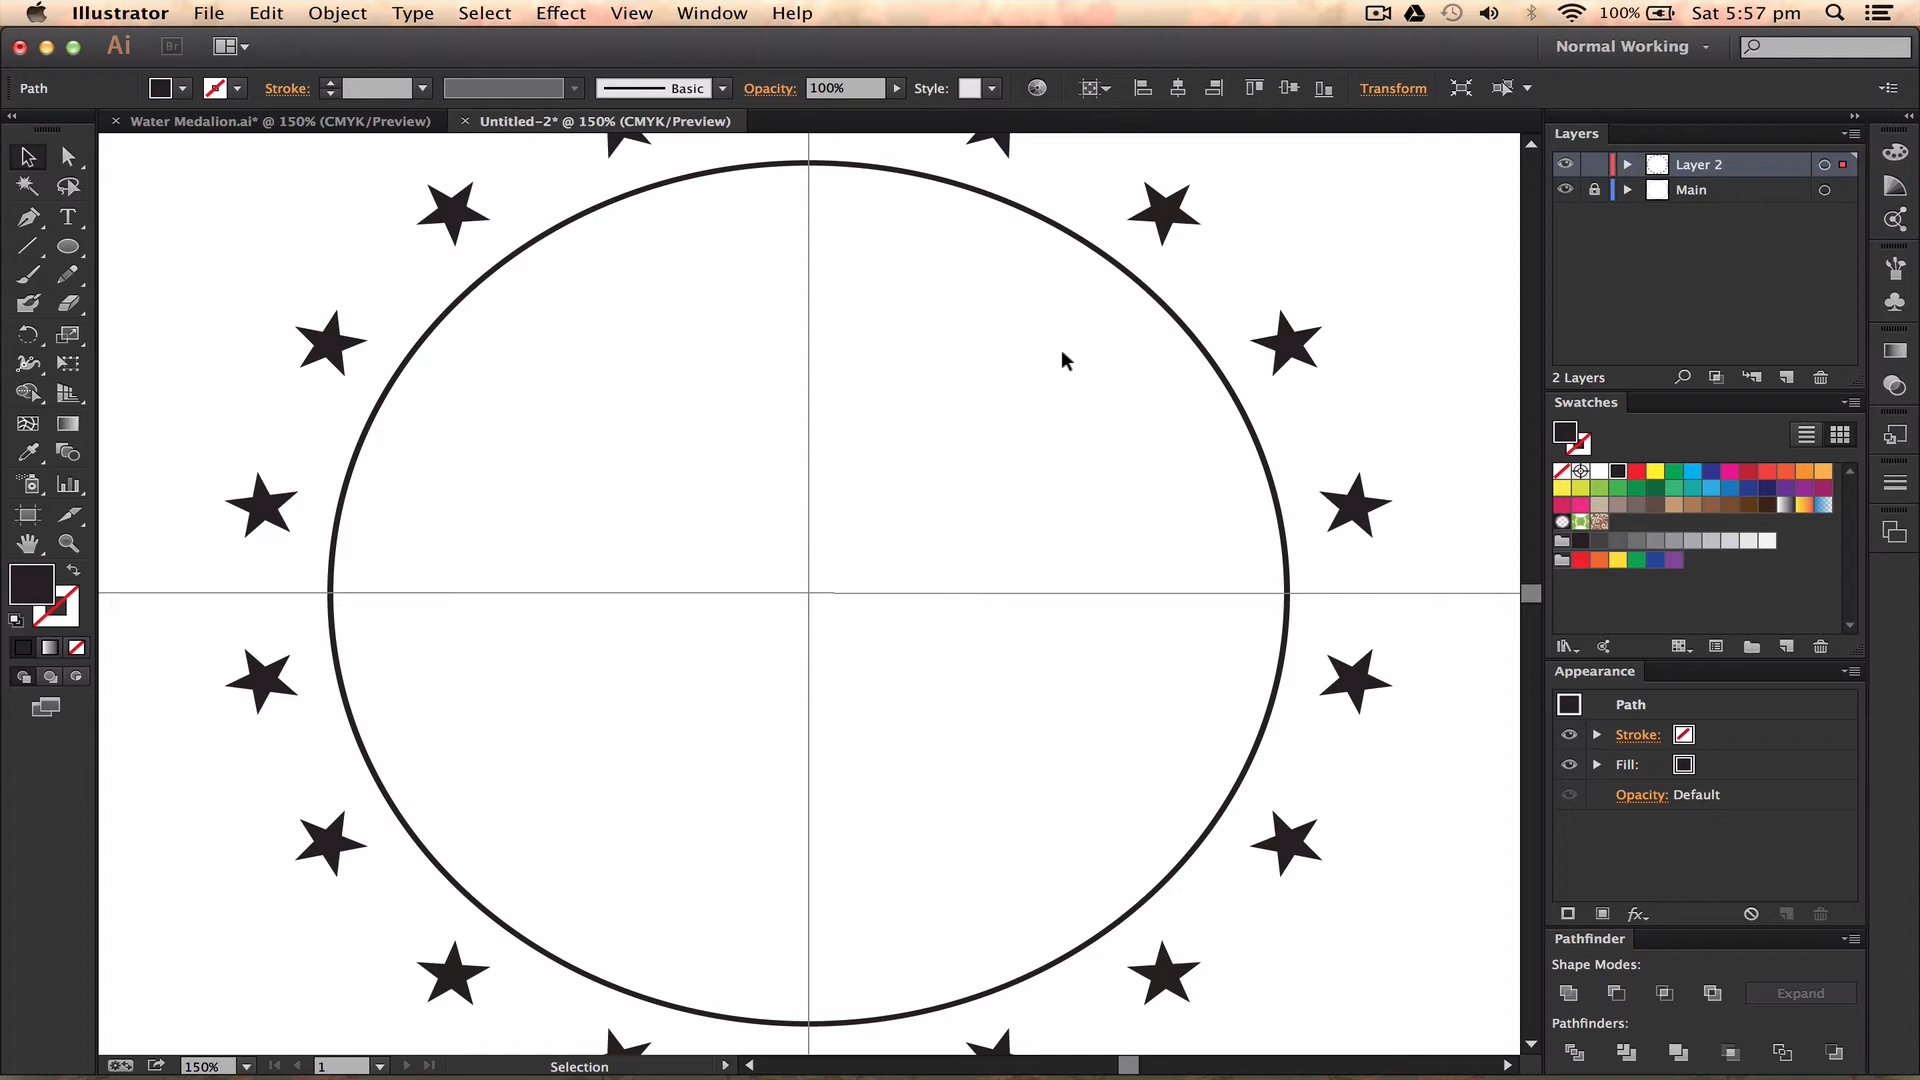 Illustrator File Edit Object Type Select Effect View Window Help 100% Sat 5:57 pm
Ai Br Normal Working
Path Stroke: Basic Opacity: 100% Style: Transform
Water Medalion.ai* @ 150% (CMYK/Preview) Untitled-2* @ 150% (CMYK/Preview)
Layers
Layer 2
Main
2 Layers
Swatches
Appearance
Path
Stroke:
Fill:
Opacity: Default
fx
Pathfinder
Shape Modes:
Expand
Pathfinders:
150% 1 Selection